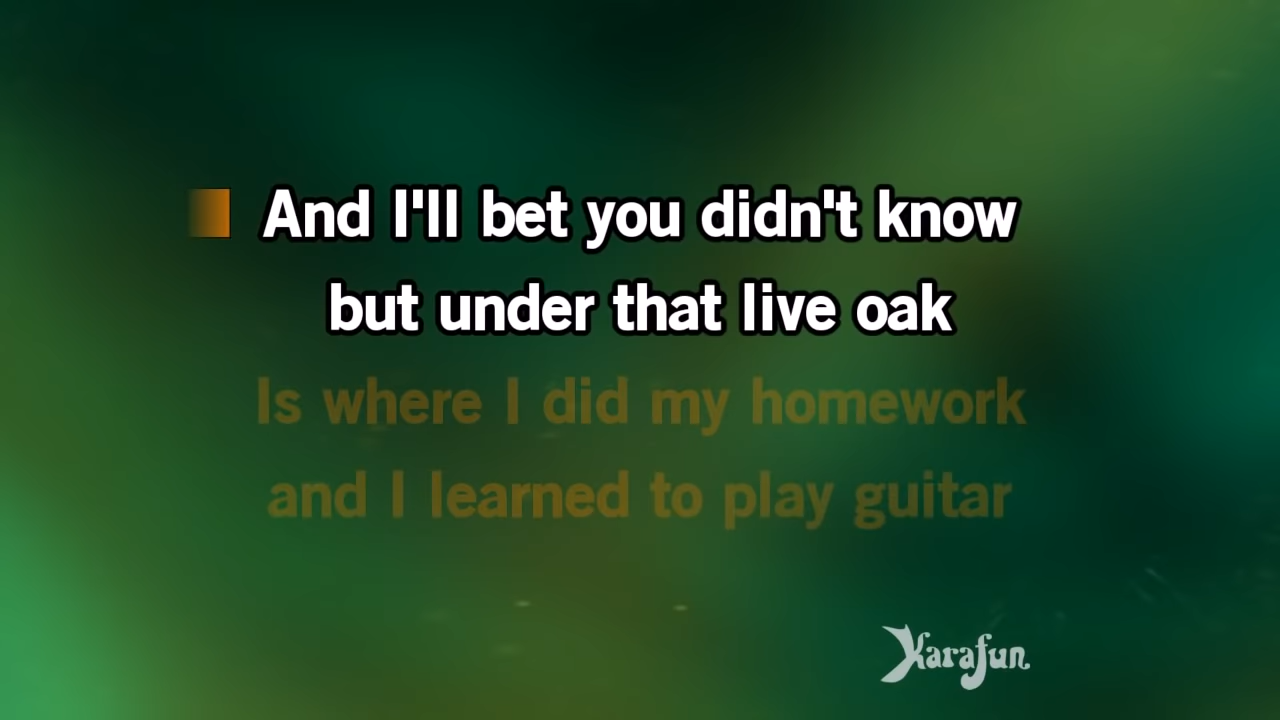 And I'll bet you didn't know
but under that live oak
Is where I did my homework
and I learned to play guitar
Karafun